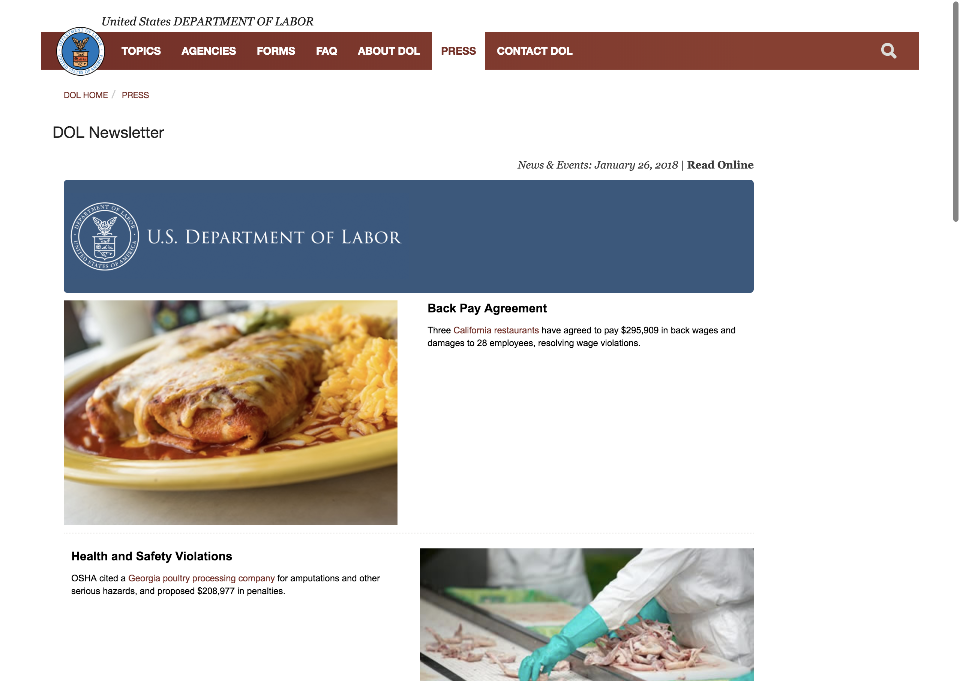 United States DEPARTMENT OF LABOR
TOPICS AGENCIES FORMS FAQ ABOUT DOL PRESS CONTACT DOL
DOL HOME / PRESS
DOL Newsletter
News & Events: January 26, 2018 | Read Online
U.S. DEPARTMENT OF LABOR
Back Pay Agreement
Three California restaurants have agreed to pay $295,909 in back wages and
damages to 28 employees, resolving wage violations.
Health and Safety Violations
OSHA cited a Georgia poultry processing company for amputations and other
serious hazards, and proposed $208,977 in penalties.